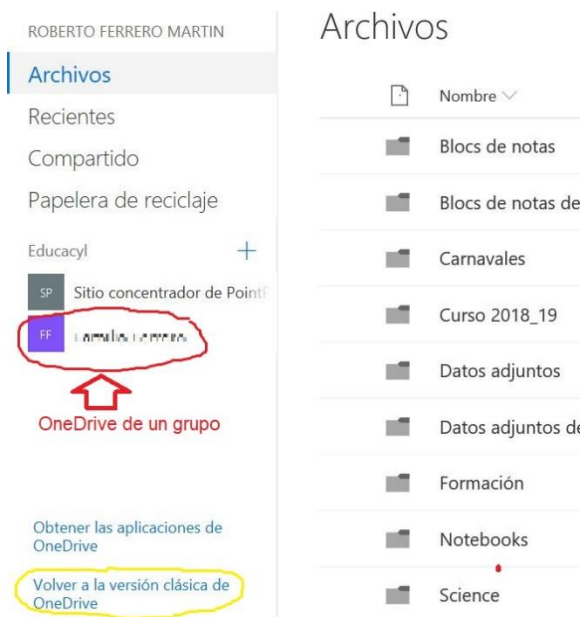 ROBERTO FERRERO MARTIN
Archivos
Recientes
Compartido
Papelera de reciclaje
Educacyl
SP Sitio concentrador de Point
FF
OneDrive de un grupo
Obtener las aplicaciones de
OneDrive
Volver a la versión clásica de
OneDrive
Archivos
Nombre
Blocs de notas
Blocs de notas de
Carnavales
Curso 2018_19
Datos adjuntos
Datos adjuntos de
Formación
Notebooks
Science